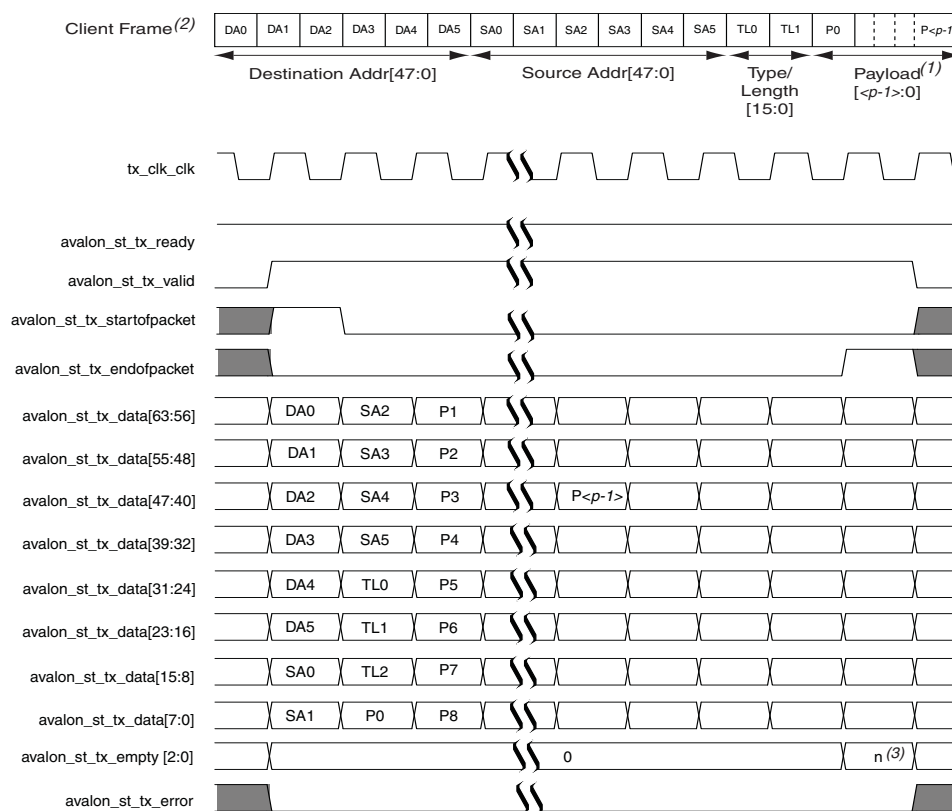 Client Frame(2) DA0 DA1 DA2 DA3 DA4 DA5 SA0 SA1 SA2 SA3 SA4 SA5 TL0 TL1 P0 P<p-1
Destination Addr[47:0] Source Addr[47:0] Type/ Length [15:0] Payload(1) [<p-1>:0]
tx_clk_clk
avalon_st_tx_ready
avalon_st_tx_valid
avalon_st_tx_startofpacket
avalon_st_tx_endofpacket
avalon_st_tx_data[63:56] DA0 SA2 P1
avalon_st_tx_data[55:48] DA1 SA3 P2
avalon_st_tx_data[47:40] DA2 SA4 P3 P<p-1>
avalon_st_tx_data[39:32] DA3 SA5 P4
avalon_st_tx_data[31:24] DA4 TL0 P5
avalon_st_tx_data[23:16] DA5 TL1 P6
avalon_st_tx_data[15:8] SA0 TL2 P7
avalon_st_tx_data[7:0] SA1 P0 P8
avalon_st_tx_empty [2:0] 0 n(3)
avalon_st_tx_error